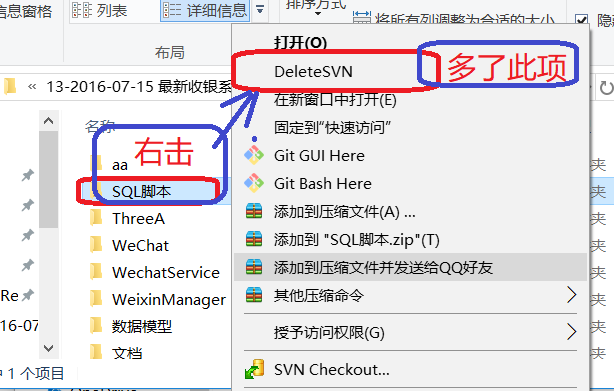 信息窗格
列表
详细信息
排序方式
将所有列调整为合适的大小
隐
布局
« 13-2016-07-15 最新收银系
名称
aa
SQL脚本
ThreeA
WeChat
WechatService
WeixinManager
数据模型
文档
Re
016-07
中 1 个项目
右击
多了此项
打开(O)
DeleteSVN
在新窗口中打开(E)
固定到"快速访问"
Git GUI Here
Git Bash Here
添加到压缩文件(A) ...
添加到 "SQL脚本.zip"(T)
添加到压缩文件并发送给QQ好友
其他压缩命令
授予访问权限(G)
SVN Checkout...
夹
夹
夹
夹
夹
夹
夹
夹